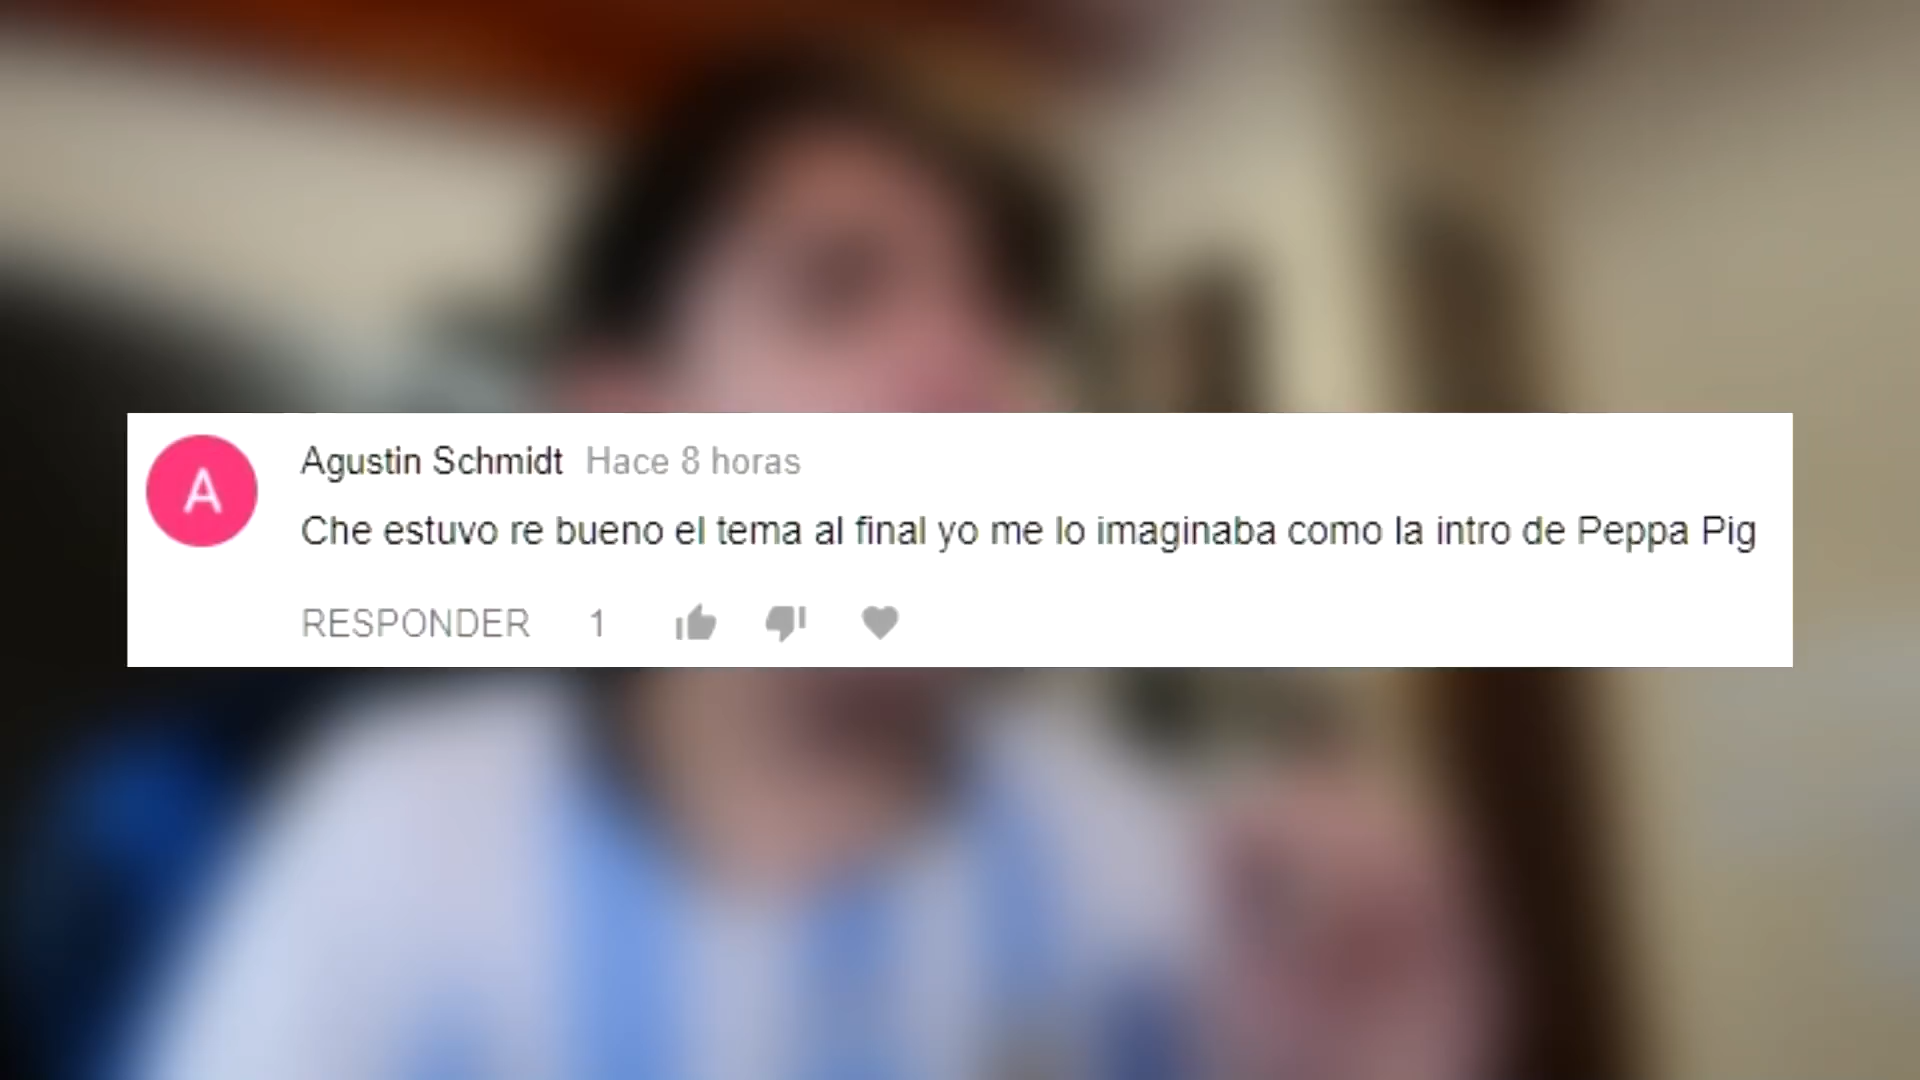 A
Agustin Schmidt Hace 8 horas
Che estuvo re bueno el tema al final yo me lo imaginaba como la intro de Peppa Pig
RESPONDER 1